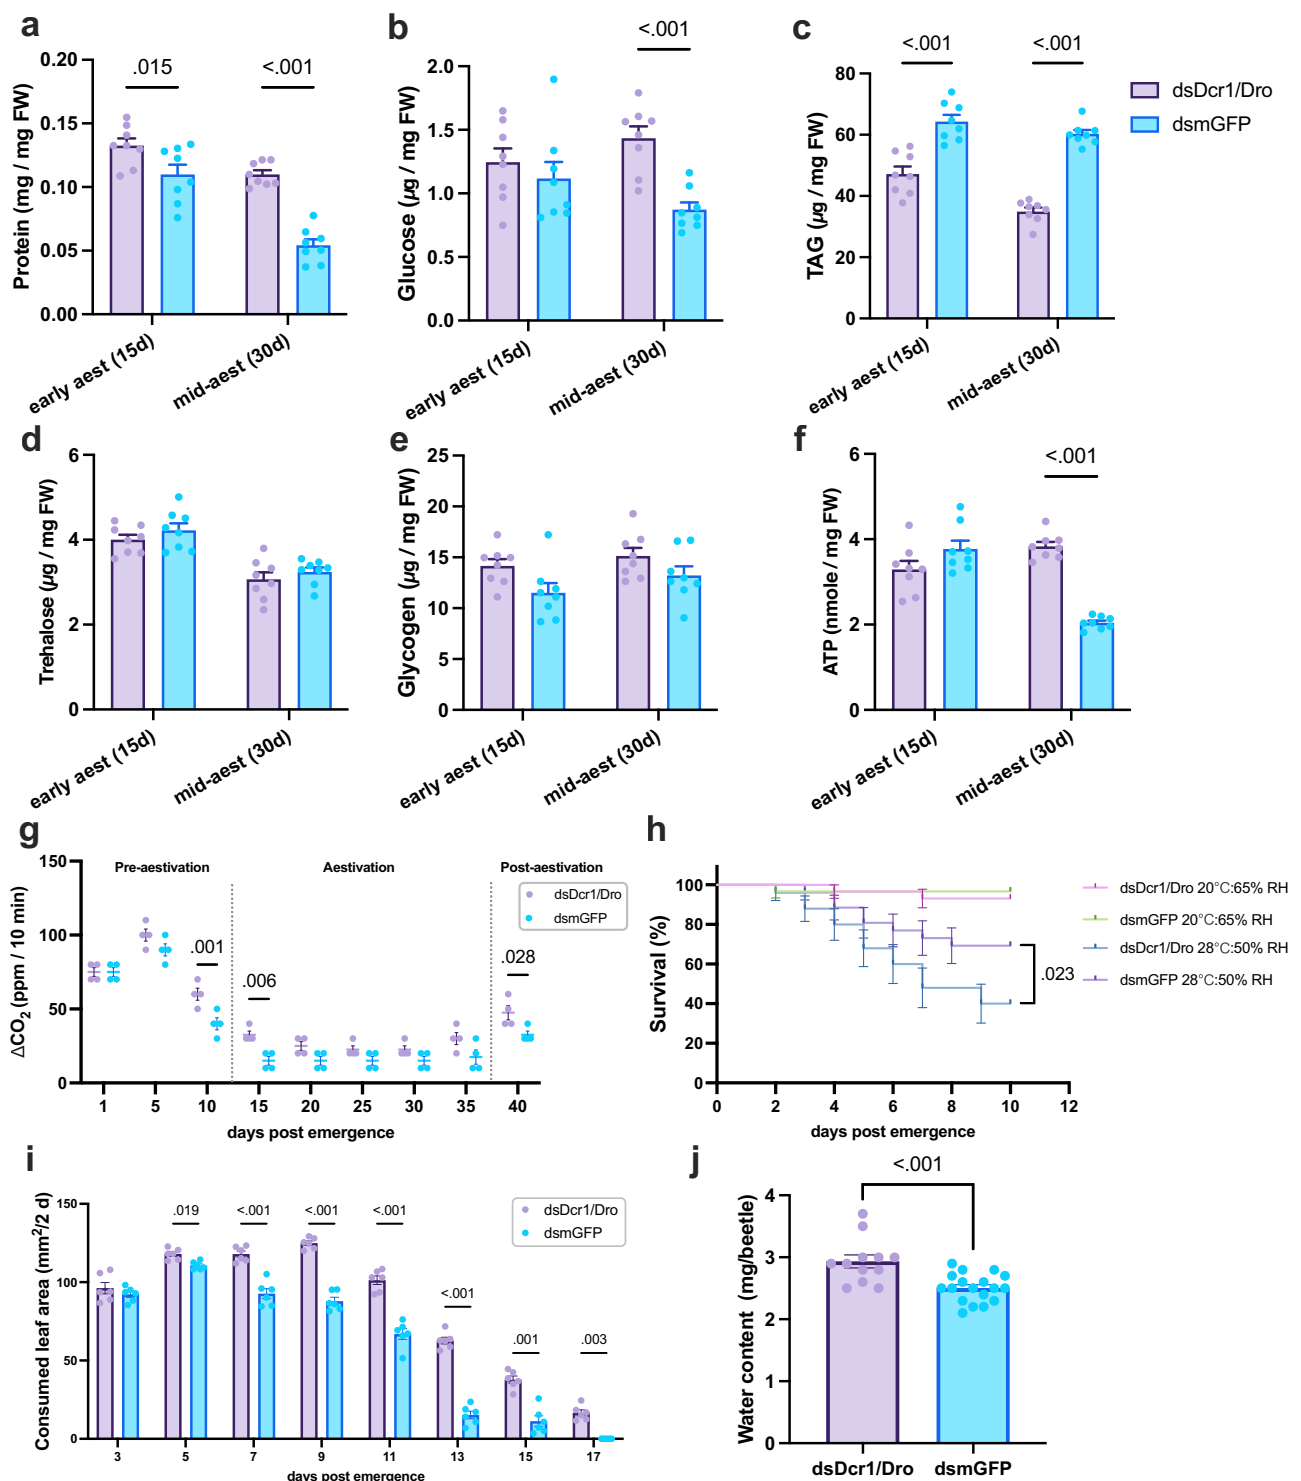 a
.015
<.001
Protein (mg / mg FW)
0.20
0.15
0.10
0.05
0.00
early aest (15d)
mid-aest (30d)
b
<.001
Glucose (µg / mg FW)
2.0
1.5
1.0
0.5
0.0
early aest (15d)
mid-aest (30d)
c
<.001
<.001
TAG (µg / mg FW)
80
60
40
20
0
early aest (15d)
mid-aest (30d)
dsDcr1/Dro
dsmGFP
d
Trehalose (µg / mg FW)
6
4
2
0
early aest (15d)
mid-aest (30d)
e
Glycogen (µg / mg FW)
25
20
15
10
5
0
early aest (15d)
mid-aest (30d)
f
<.001
ATP (nmole / mg FW)
6
4
2
0
early aest (15d)
mid-aest (30d)
g
Pre-aestivation
Aestivation
Post-aestivation
dsDcr1/Dro
dsmGFP
.001
.006
.028
ΔCO₂ (ppm / 10 min)
150
100
50
0
1 5 10 15 20 25 30 35 40
days post emergence
h
Survival (%)
100
80
60
40
20
0
0 2 4 6 8 10 12
days post emergence
dsDcr1/Dro 20°C:65% RH
dsmGFP 20°C:65% RH
dsDcr1/Dro 28°C:50% RH
dsmGFP 28°C:50% RH
.023
i
Consumed leaf area (mm²/2 d)
150
100
50
0
.019
<.001
<.001
<.001
<.001
.001
.003
dsDcr1/Dro
dsmGFP
3 5 7 9 11 13 15 17
days post emergence
j
<.001
Water content (mg/beetle)
4
3
2
1
0
dsDcr1/Dro
dsmGFP